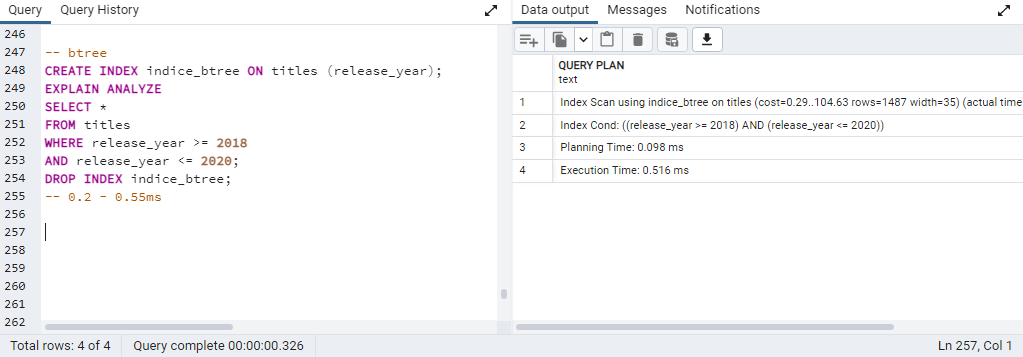 Query Query History
246
247 -- btree
248 CREATE INDEX indice_btree ON titles (release_year);
249 EXPLAIN ANALYZE
250 SELECT *
251 FROM titles
252 WHERE release_year >= 2018
253 AND release_year <= 2020;
254 DROP INDEX indice_btree;
255 -- 0.2 - 0.55ms
256
257
258
259
260
261
262
Data output Messages Notifications
QUERY PLAN
text
1 Index Scan using indice_btree on titles (cost=0.29..104.63 rows=1487 width=35) (actual time
2 Index Cond: ((release_year >= 2018) AND (release_year <= 2020))
3 Planning Time: 0.098 ms
4 Execution Time: 0.516 ms
Total rows: 4 of 4 Query complete 00:00:00.326 Ln 257, Col 1